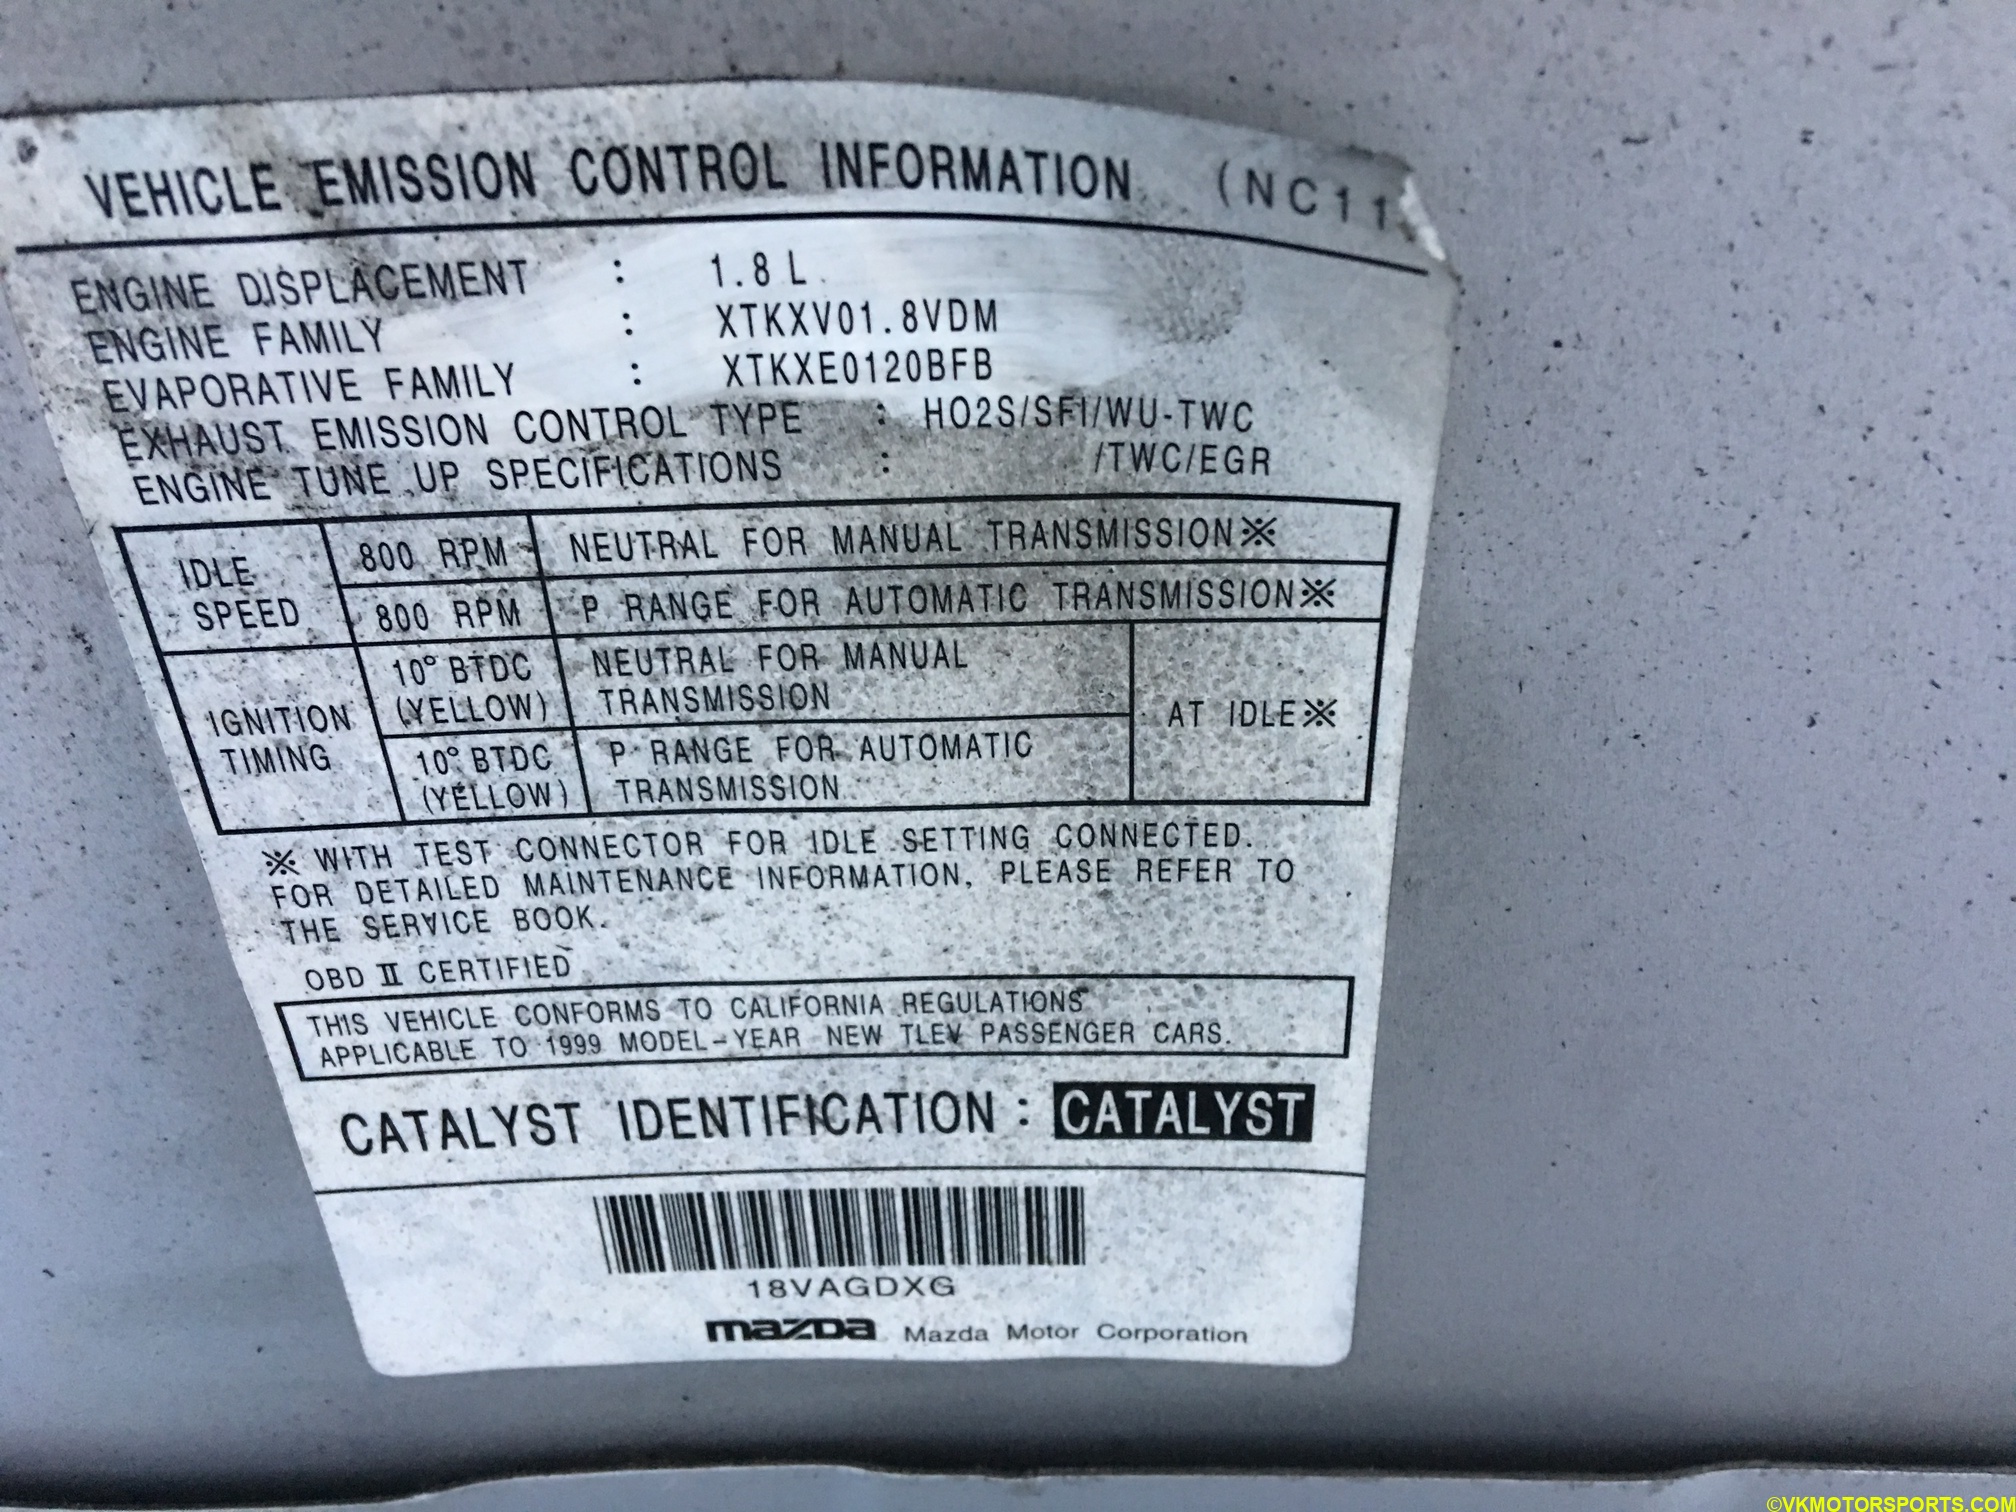 VEHICLE EMISSION CONTROL INFORMATION (NC11
ENGINE DISPLACEMENT : 1.8 L
ENGINE FAMILY : XTKXV01.8VDM
EVAPORATIVE FAMILY : XTKXE0120BFB
EXHAUST EMISSION CONTROL TYPE : HO2S/SFI/WU-TWC
/TWC/EGR
ENGINE TUNE UP SPECIFICATIONS :
IDLE SPEED
800 RPM NEUTRAL FOR MANUAL TRANSMISSION※
800 RPM P RANGE FOR AUTOMATIC TRANSMISSION※
IGNITION TIMING
10° BTDC (YELLOW) NEUTRAL FOR MANUAL TRANSMISSION
10° BTDC (YELLOW) P RANGE FOR AUTOMATIC TRANSMISSION
AT IDLE※
※ WITH TEST CONNECTOR FOR IDLE SETTING CONNECTED.
FOR DETAILED MAINTENANCE INFORMATION, PLEASE REFER TO
THE SERVICE BOOK.
OBD II CERTIFIED
THIS VEHICLE CONFORMS TO CALIFORNIA REGULATIONS
APPLICABLE TO 1999 MODEL-YEAR NEW TLEV PASSENGER CARS.
CATALYST IDENTIFICATION : CATALYST
18VAGDXG
mazda Mazda Motor Corporation
©VKMOTORSPORTS.COM